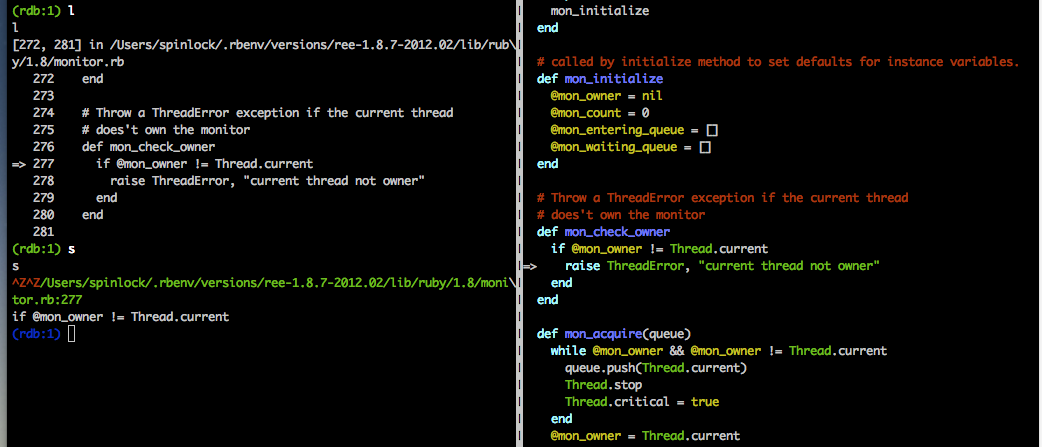 (rdb:1) l
l
[272, 281] in /Users/spinlock/.rbenv/versions/ree-1.8.7-2012.02/lib/rub\
y/1.8/monitor.rb
   272    end
   273
   274    # Throw a ThreadError exception if the current thread
   275    # does't own the monitor
   276    def mon_check_owner
=> 277      if @mon_owner != Thread.current
   278        raise ThreadError, "current thread not owner"
   279      end
   280    end
   281
(rdb:1) s
s
^Z^Z/Users/spinlock/.rbenv/versions/ree-1.8.7-2012.02/lib/ruby/1.8/moni\
tor.rb:277
if @mon_owner != Thread.current
(rdb:1)
    mon_initialize
  end

  # called by initialize method to set defaults for instance variables.
  def mon_initialize
    @mon_owner = nil
    @mon_count = 0
    @mon_entering_queue = []
    @mon_waiting_queue = []
  end

  # Throw a ThreadError exception if the current thread
  # does't own the monitor
  def mon_check_owner
    if @mon_owner != Thread.current
=>    raise ThreadError, "current thread not owner"
    end
  end

  def mon_acquire(queue)
    while @mon_owner && @mon_owner != Thread.current
      queue.push(Thread.current)
      Thread.stop
      Thread.critical = true
    end
    @mon_owner = Thread.current